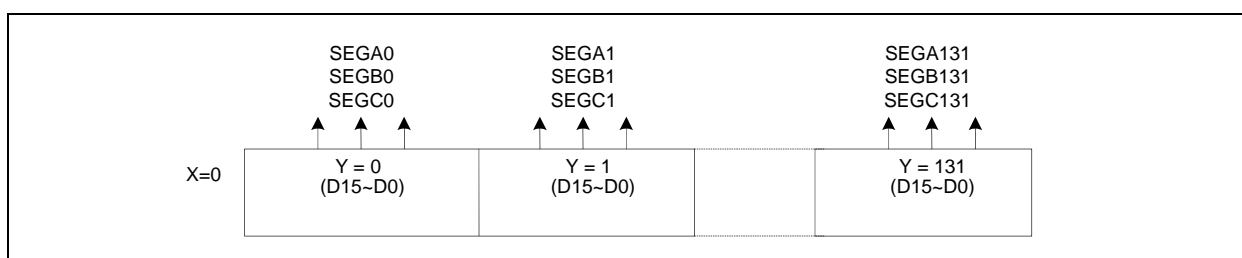 SEGA0 SEGA1 SEGA131
SEGB0 SEGB1 SEGB131
SEGC0 SEGC1 SEGC131
X=0 Y = 0 Y = 1 Y = 131
(D15~D0) (D15~D0) (D15~D0)